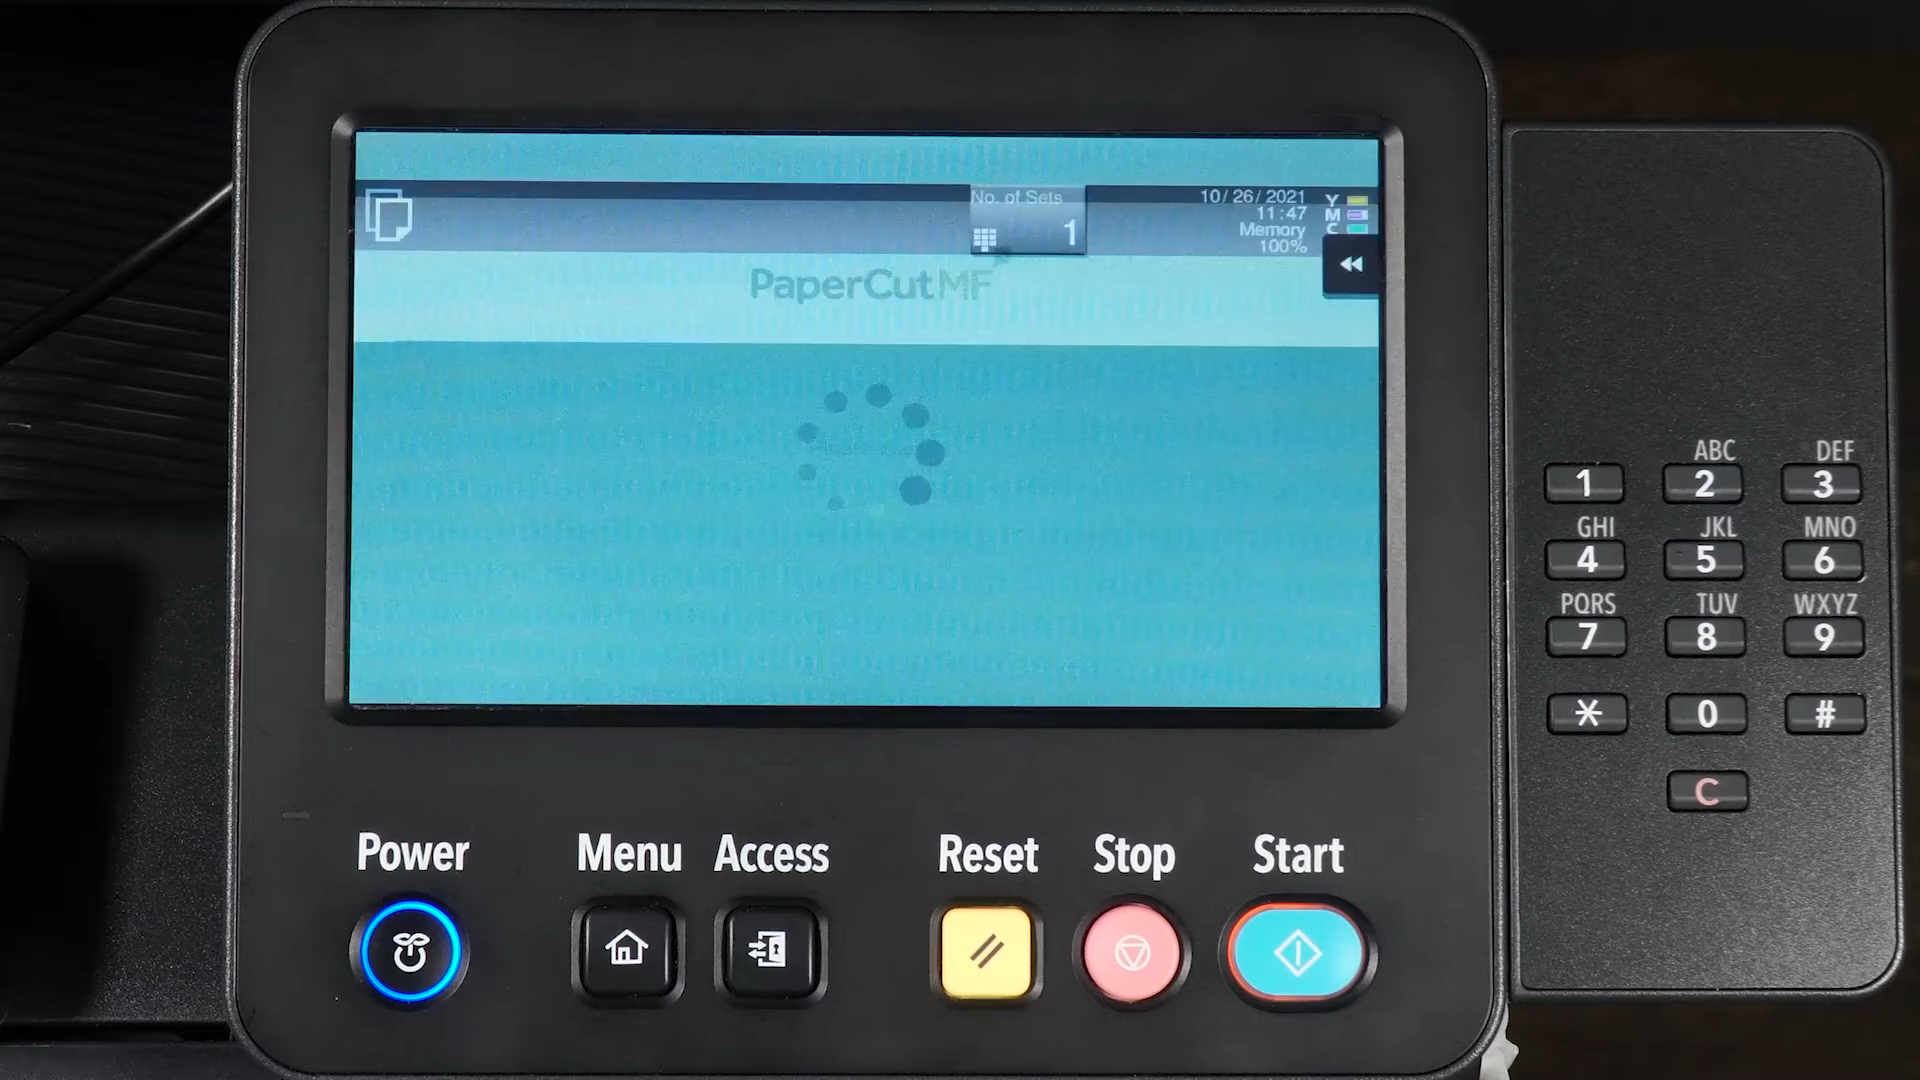 No. of Sets
1
10/26/2021
11:47
Memory
100%
Y
M
C
PaperCut MF
ABC
DEF
1
2
3
GHI
JKL
MNO
4
5
6
PQRS
TUV
WXYZ
7
8
9
*
0
#
C
Power
Menu
Access
Reset
Stop
Start